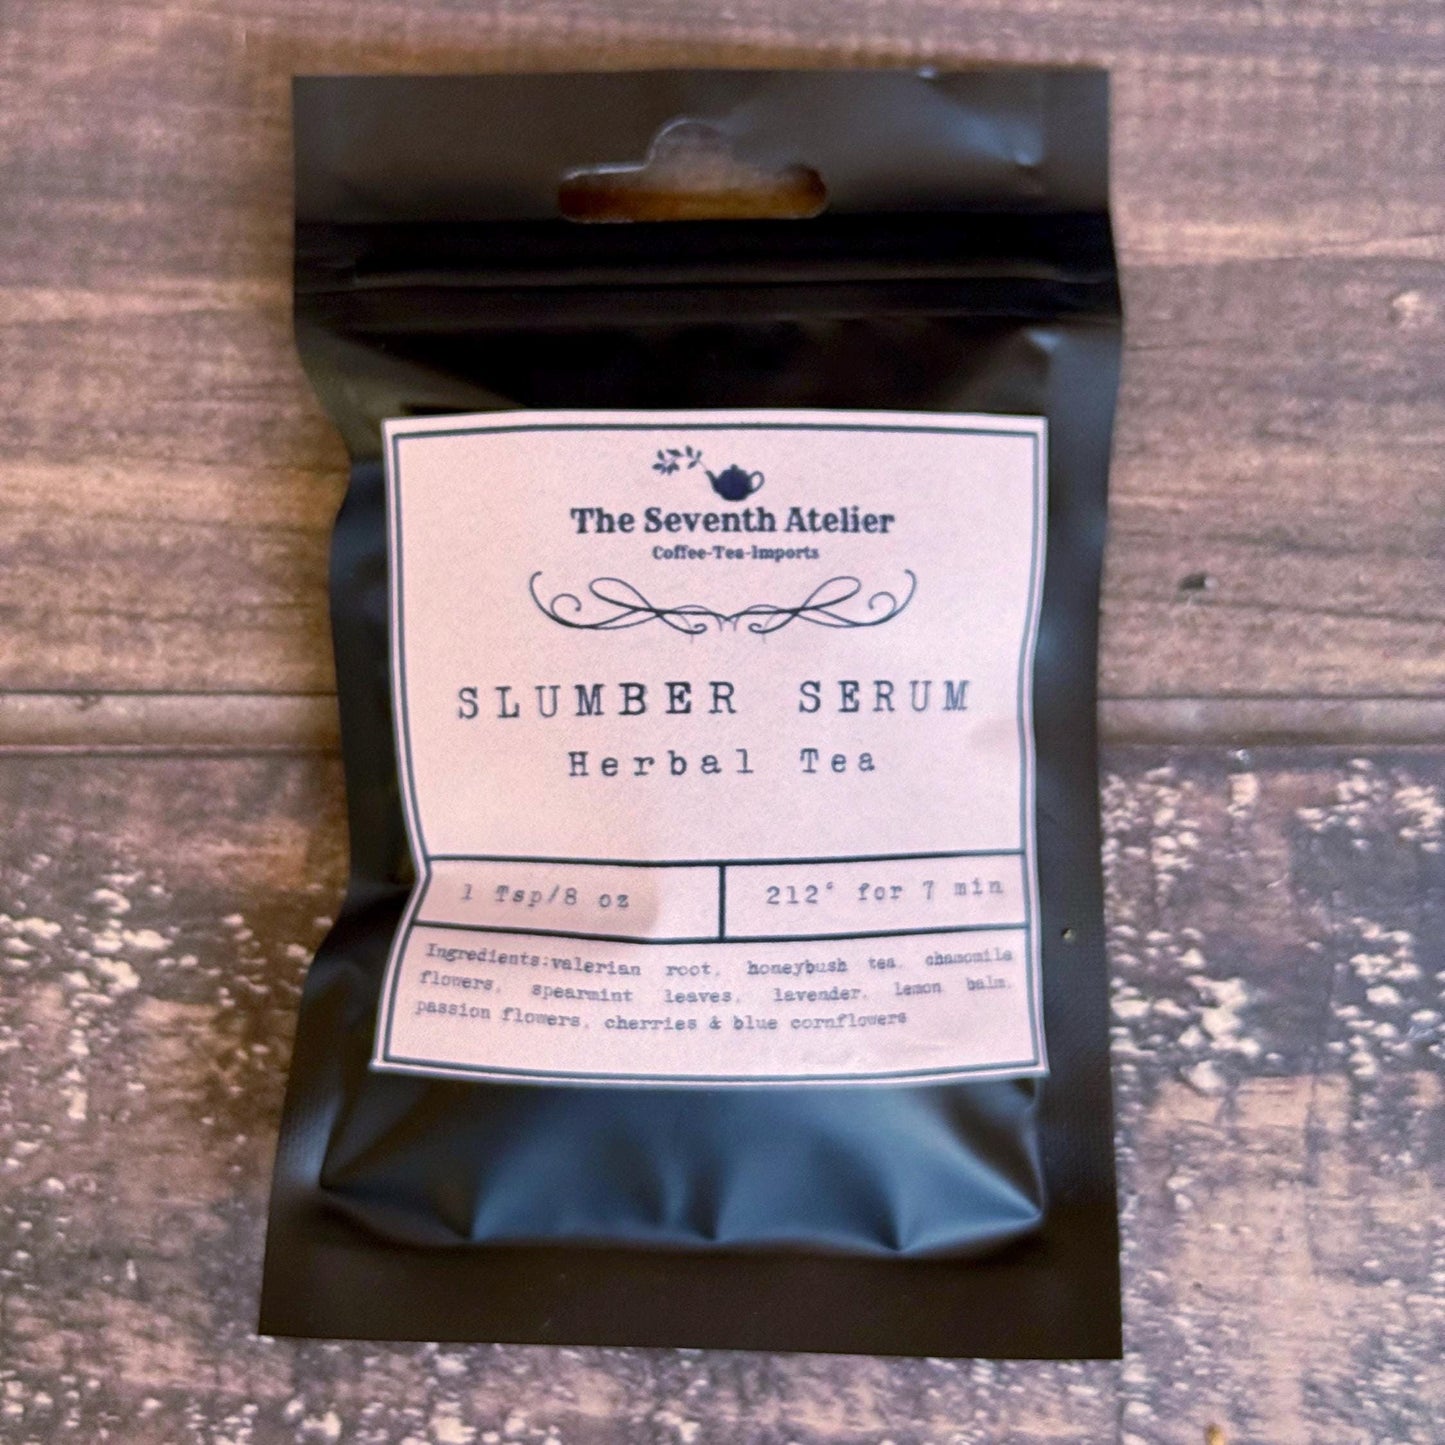 The Seventh Atelier
Coffee-Tea-Imports
SLUMBER SERUM
Herbal Tea
1 Tsp/8 oz
212° for 7 min
Ingredients:valerian root, honeybush tea, chamomile
flowers, spearmint leaves, lavender, lemon balm,
passion flowers, cherries & blue cornflowers